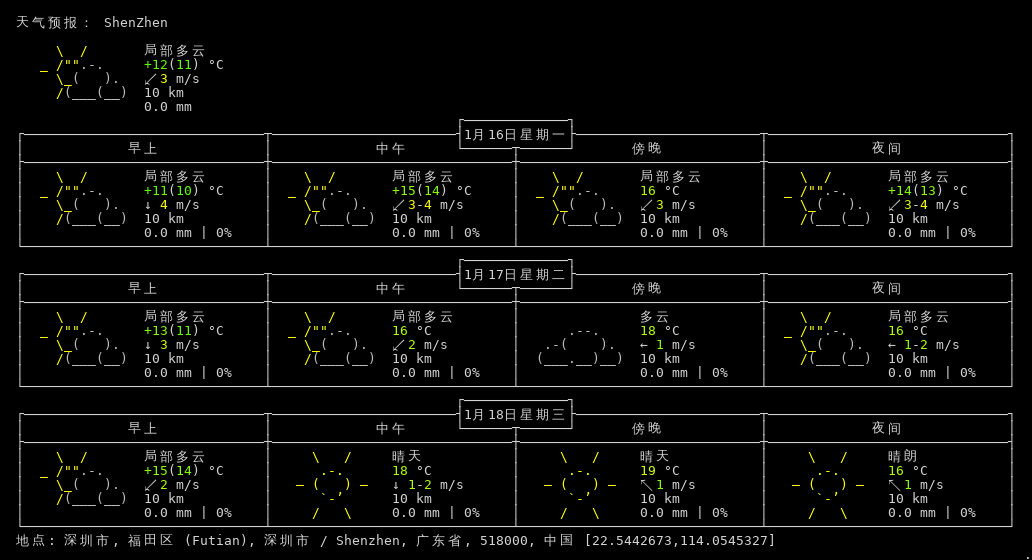 天气预报： ShenZhen
局部多云
+12(11) °C
↙ 3 m/s
10 km
0.0 mm
1月16日星期一
早上 中午 傍晚 夜间
局部多云 局部多云 局部多云 局部多云
+11(10) °C +15(14) °C 16 °C +14(13) °C
↓ 4 m/s ↙ 3-4 m/s ↙ 3 m/s ↙ 3-4 m/s
10 km 10 km 10 km 10 km
0.0 mm | 0% 0.0 mm | 0% 0.0 mm | 0% 0.0 mm | 0%
1月17日星期二
早上 中午 傍晚 夜间
局部多云 局部多云 多云 局部多云
+13(11) °C 16 °C 18 °C 16 °C
↓ 3 m/s ↙ 2 m/s ← 1 m/s ← 1-2 m/s
10 km 10 km 10 km 10 km
0.0 mm | 0% 0.0 mm | 0% 0.0 mm | 0% 0.0 mm | 0%
1月18日星期三
早上 中午 傍晚 夜间
局部多云 晴天 晴天 晴朗
+15(14) °C 18 °C 19 °C 16 °C
↙ 2 m/s ↓ 1-2 m/s ↖ 1 m/s ↖ 1 m/s
10 km 10 km 10 km 10 km
0.0 mm | 0% 0.0 mm | 0% 0.0 mm | 0% 0.0 mm | 0%
地点: 深圳市, 福田区 (Futian), 深圳市 / Shenzhen, 广东省, 518000, 中国 [22.5442673,114.0545327]